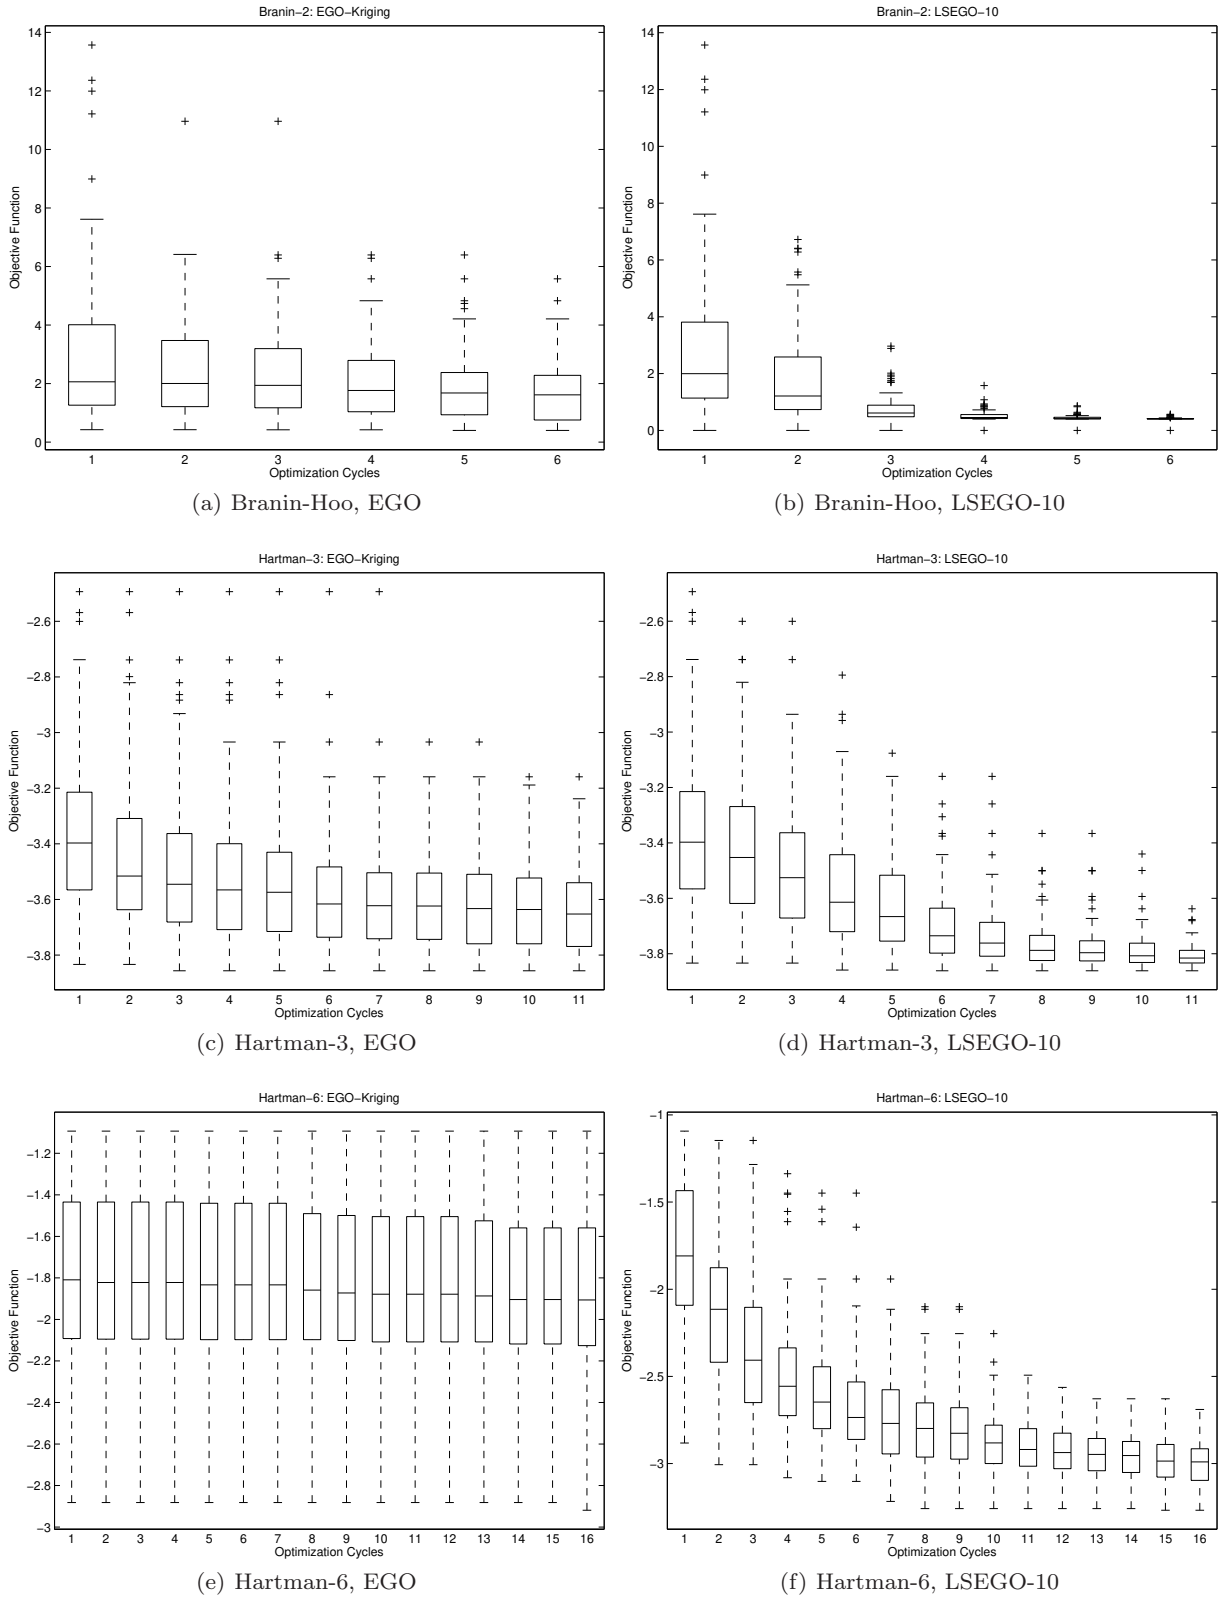 Branin−2: EGO−Kriging
14
12
10
8
6
4
2
0
Objective Function
1 2 3 4 5 6
Optimization Cycles
(a) Branin-Hoo, EGO
Branin−2: LSEGO−10
14
12
10
8
6
4
2
0
Objective Function
1 2 3 4 5 6
Optimization Cycles
(b) Branin-Hoo, LSEGO-10
Hartman−3: EGO−Kriging
−2.6
−2.8
−3
−3.2
−3.4
−3.6
−3.8
Objective Function
1 2 3 4 5 6 7 8 9 10 11
Optimization Cycles
(c) Hartman-3, EGO
Hartman−3: LSEGO−10
−2.6
−2.8
−3
−3.2
−3.4
−3.6
−3.8
Objective Function
1 2 3 4 5 6 7 8 9 10 11
Optimization Cycles
(d) Hartman-3, LSEGO-10
Hartman−6: EGO−Kriging
−1.2
−1.4
−1.6
−1.8
−2
−2.2
−2.4
−2.6
−2.8
−3
Objective Function
1 2 3 4 5 6 7 8 9 10 11 12 13 14 15 16
Optimization Cycles
(e) Hartman-6, EGO
Hartman−6: LSEGO−10
−1
−1.5
−2
−2.5
−3
Objective Function
1 2 3 4 5 6 7 8 9 10 11 12 13 14 15 16
Optimization Cycles
(f) Hartman-6, LSEGO-10